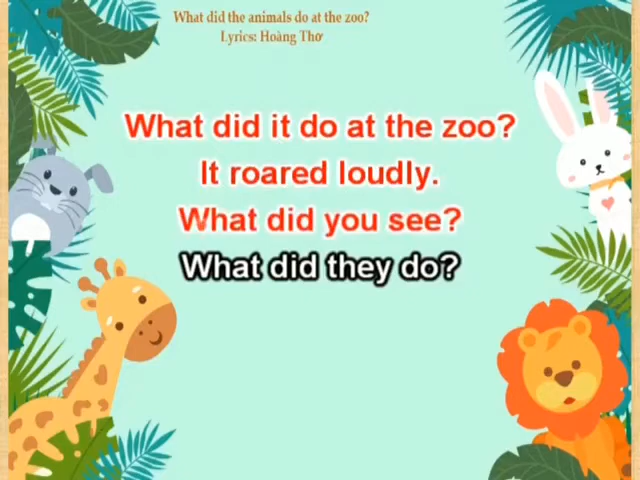 What did the animals do at the zoo?
Lyrics: Hoàng Thơ
What did it do at the zoo?
It roared loudly.
What did you see?
What did they do?